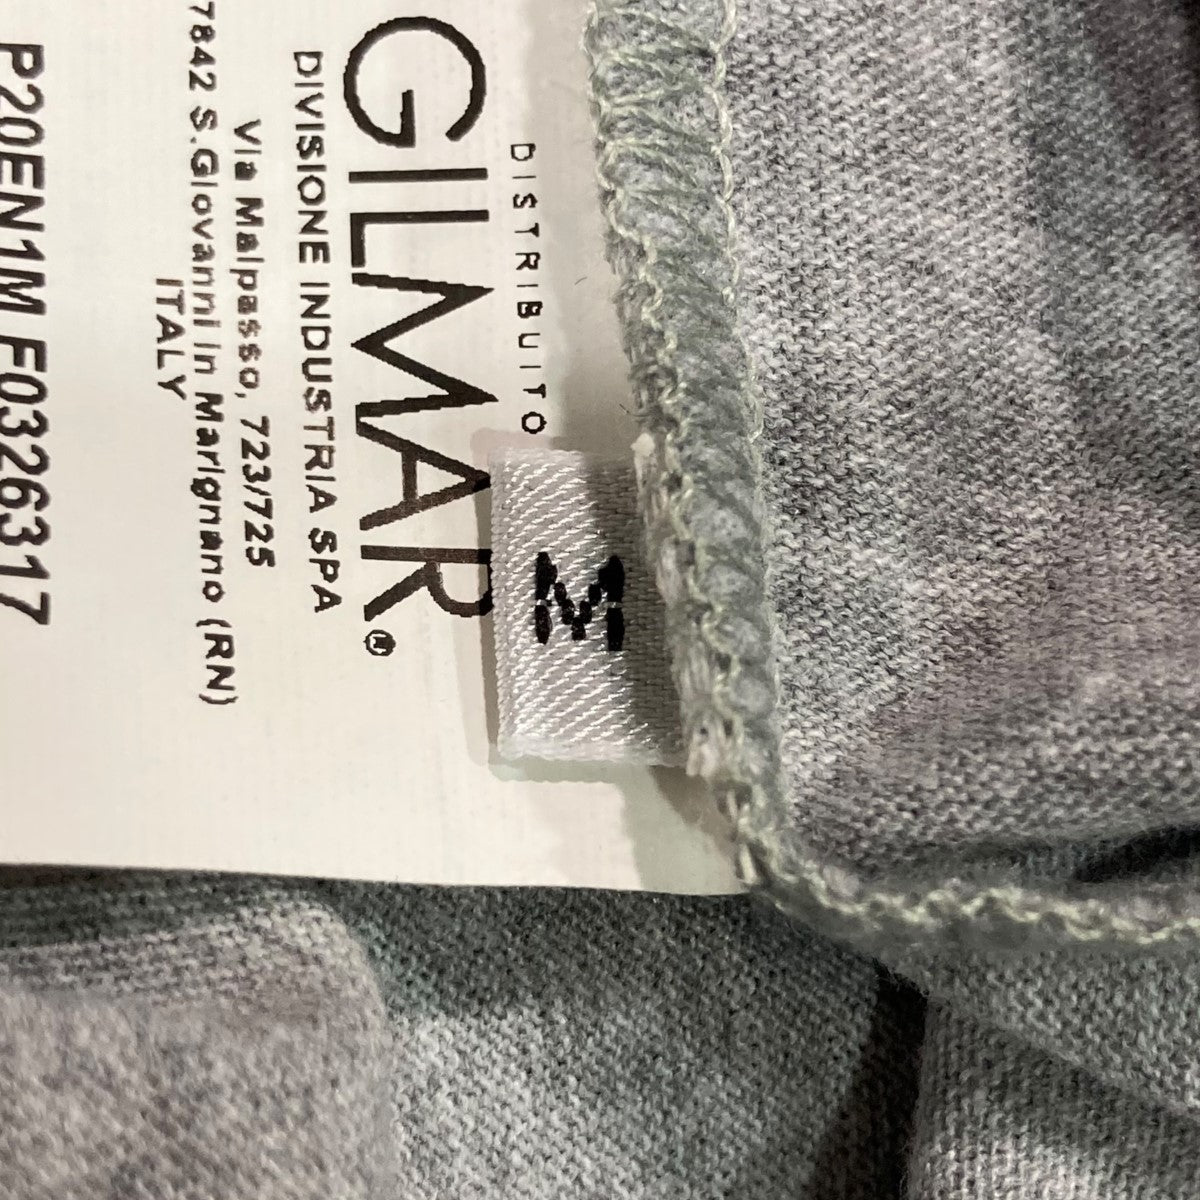 DISTRIBUITO
GILMAR®
DIVISIONE INDUSTRIA SPA
Via Malpasso, 723/725
7842 S.Giovanni in Marignano (RN)
ITALY
P20EN1M F0326317
M